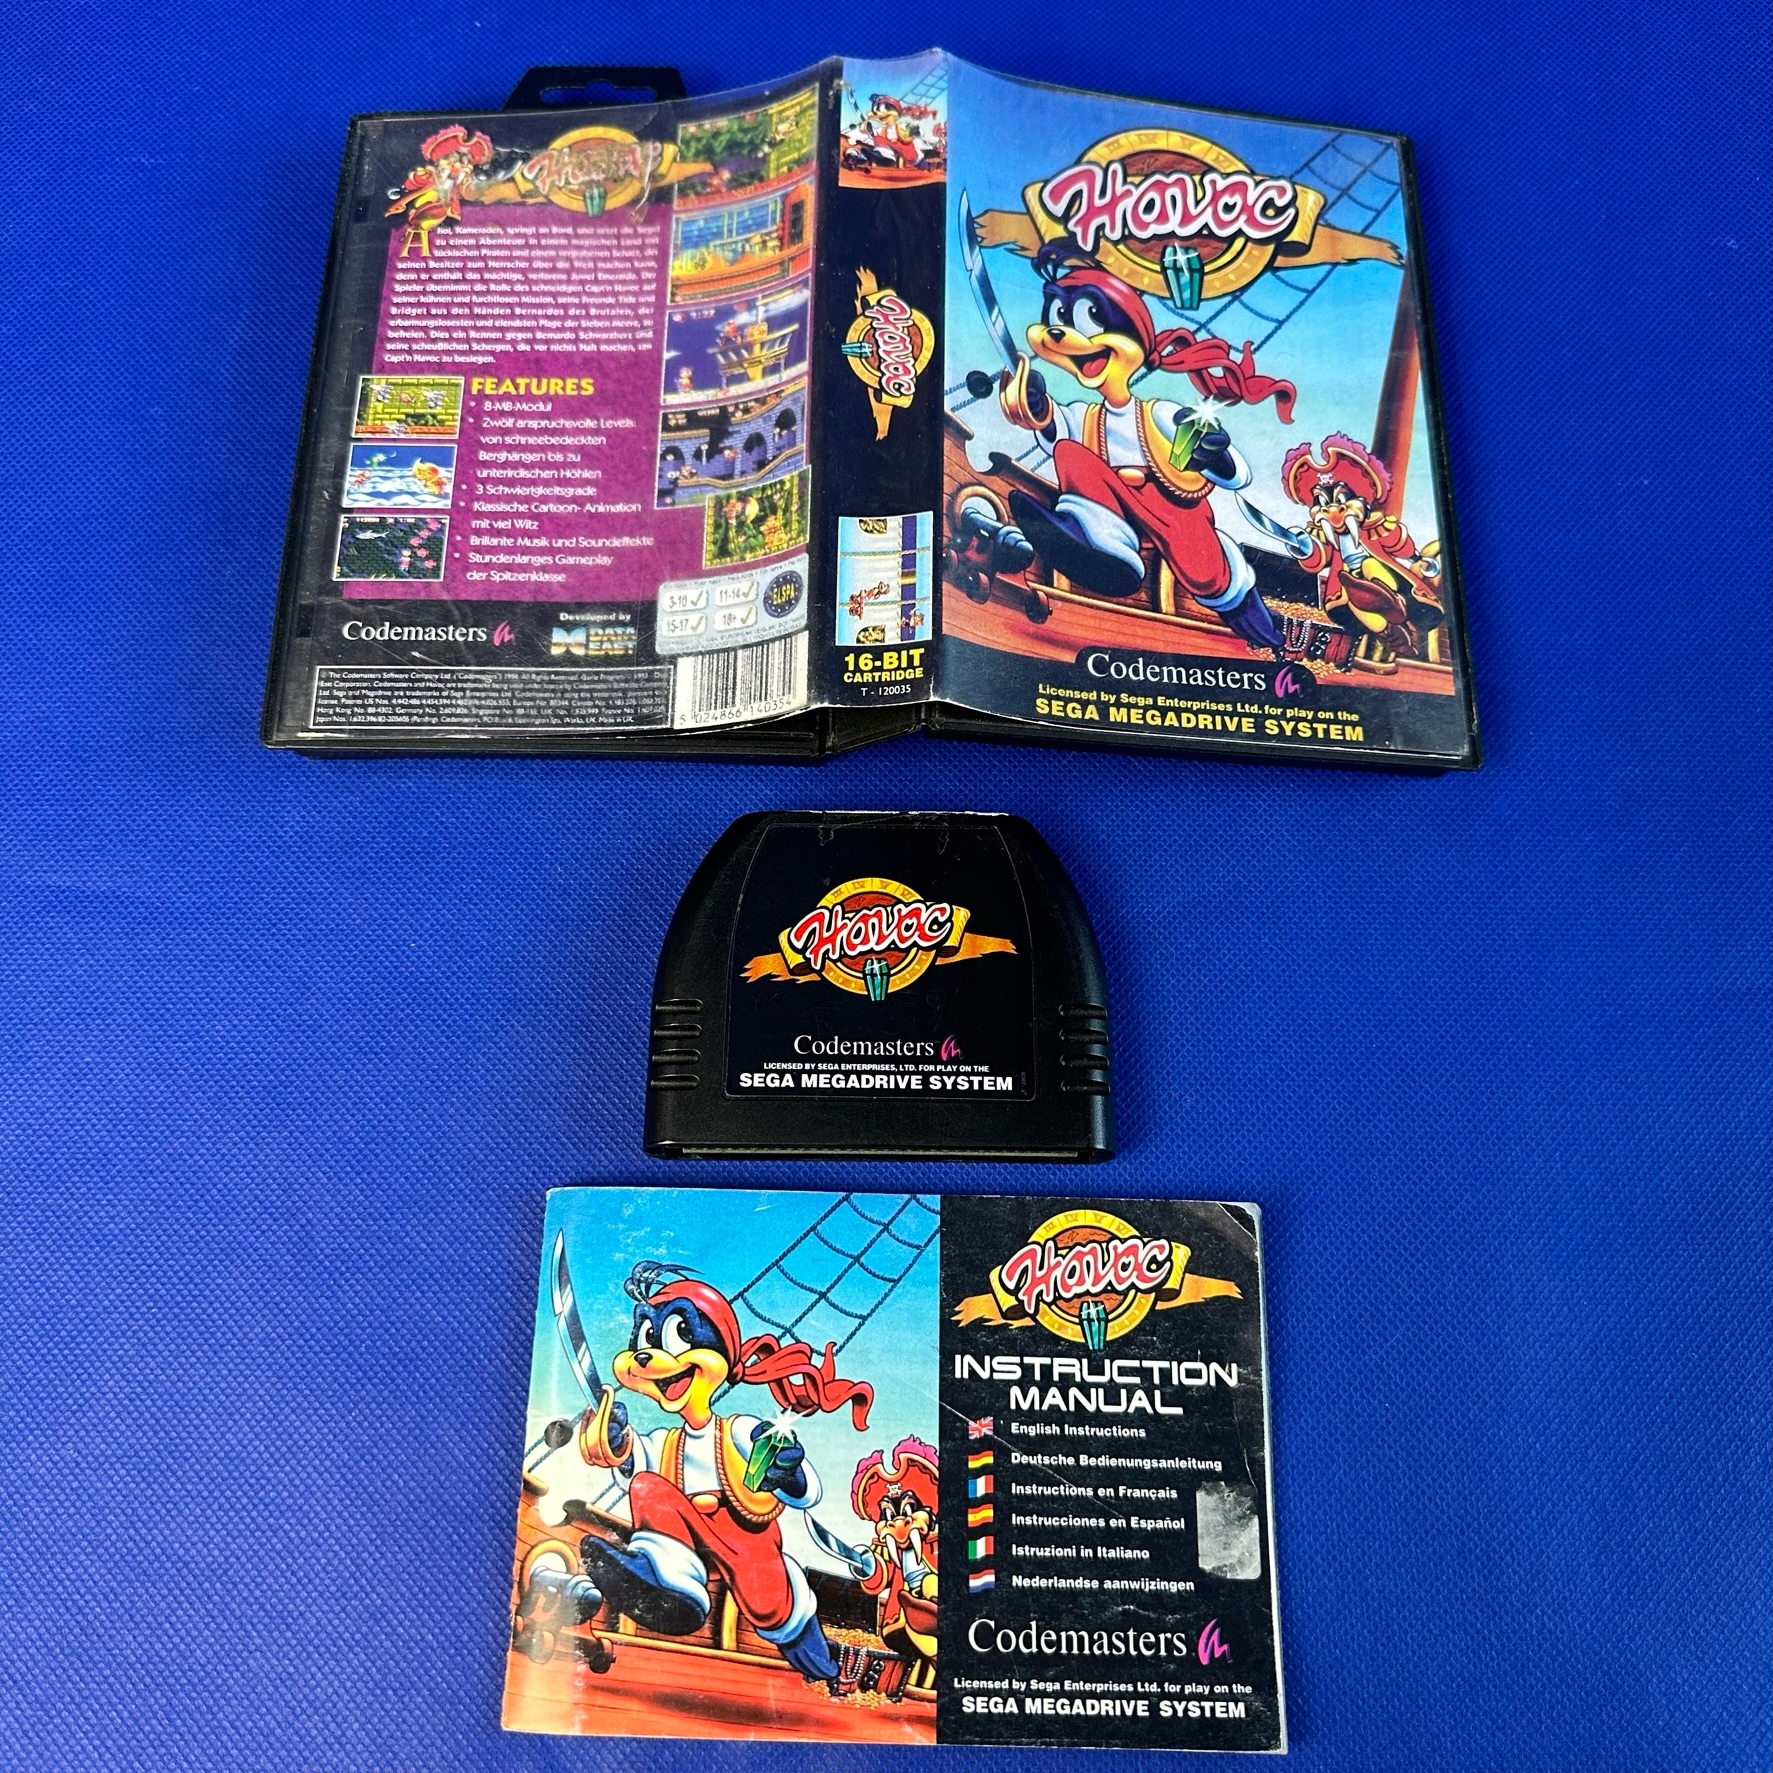 Havoc
Ahoi, Kameraden, springt an Bord, und setzt die Segel
zu einem Abenteuer in einem magischen Land mit
tückischen Piraten und einem vergrabenen Schatz, der
seinen Besitzer zum Herrscher über die Welt machen kann,
denn er enthält das mächtige, verlorene Juwel Emeralda. Der
Spieler übernimmt die Rolle des schneidigen Capt'n Havoc auf
seiner kühnen und furchtlosen Mission, seine Freunde Tide und
Bridget aus den Händen Bernardos des Brutalen, der
erbarmungslosesten und elendsten Plage der Sieben Meere, zu
befreien. Dies ein Rennen gegen Bernardo Schwarzherz und
seine scheußlichen Schergen, die vor nichts Halt machen, um
Capt'n Havoc zu besiegen.
FEATURES
* 8-MB-Modul
* Zwölf anspruchsvolle Levels:
von schneebedeckten
Berghängen bis zu
unterirdischen Höhlen
* 3 Schwierigkeitsgrade
* Klassische Cartoon- Animation
mit viel Witz
* Brillante Musik und Soundeffekte
* Stundenlanges Gameplay
der Spitzenklasse
3-10 11-14
15-17 18+
ELSPA
Codemasters
Developed by
DATA
EAST
5 024866 140354
Havoc
16-BIT
CARTRIDGE
T - 120035
Havoc
Codemasters
Licensed by Sega Enterprises Ltd. for play on the
SEGA MEGADRIVE SYSTEM
Havoc
Codemasters
LICENSED BY SEGA ENTERPRISES, LTD. FOR PLAY ON THE
SEGA MEGADRIVE SYSTEM
Havoc
INSTRUCTION
MANUAL
English Instructions
Deutsche Bedienungsanleitung
Instructions en Français
Instrucciones en Español
Istruzioni in Italiano
Nederlandse aanwijzingen
Codemasters
Licensed by Sega Enterprises Ltd. for play on the
SEGA MEGADRIVE SYSTEM